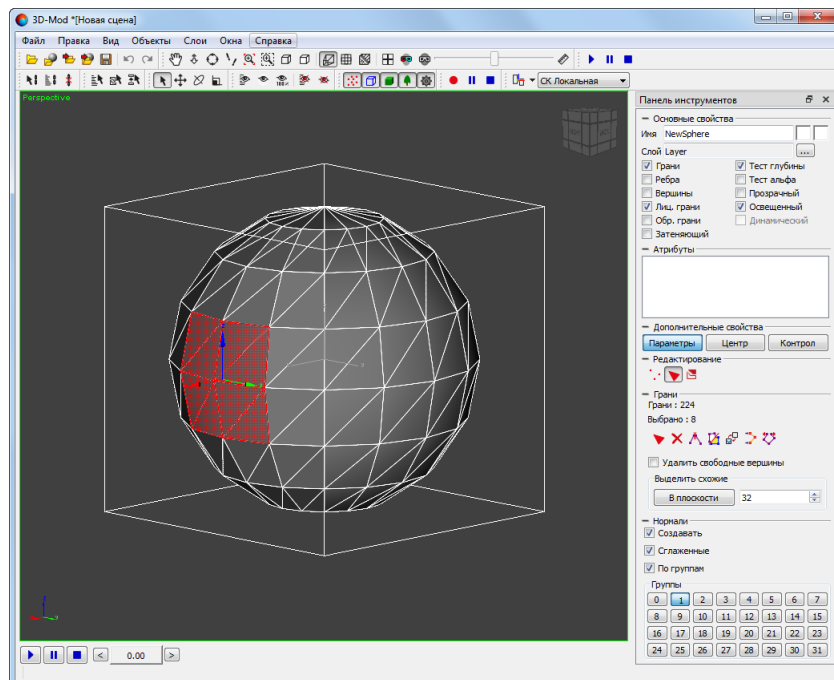 3D-Mod *[Новая сцена]
Файл Правка Вид Объекты Слои Окна Справка
100%
СК Локальная
Perspective
Панель инструментов
Основные свойства
Имя NewSphere
Слой Layer ...
Грани Тест глубины
Ребра Тест альфа
Вершины Прозрачный
Лиц. грани Освещенный
Обр. грани Динамический
Затеняющий
Атрибуты
Дополнительные свойства
Параметры Центр Контрол
Редактирование
Грани
Грани : 224
Выбрано : 8
Удалить свободные вершины
Выделить схожие
В плоскости 32
Нормали
Создавать
Сглаженные
По группам
Группы
0 1 2 3 4 5 6 7
8 9 10 11 12 13 14 15
16 17 18 19 20 21 22 23
24 25 26 27 28 29 30 31
< 0.00 >